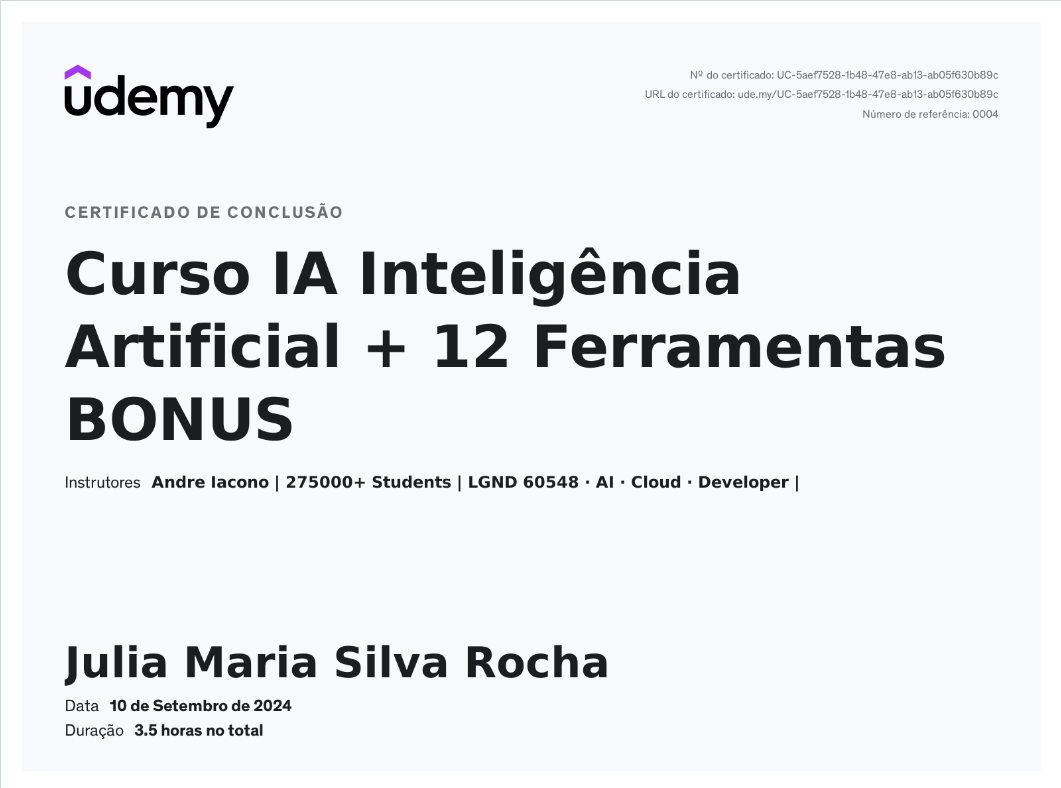 udemy
Nº do certificado: UC-5aef7528-1b48-47e8-ab13-ab05f630b89c
URL do certificado: ude.my/UC-5aef7528-1b48-47e8-ab13-ab05f630b89c
Número de referência: 0004
CERTIFICADO DE CONCLUSÃO
Curso IA Inteligência
Artificial + 12 Ferramentas
BONUS
Instrutores Andre Iacono | 275000+ Students | LGND 60548 · AI · Cloud · Developer |
Julia Maria Silva Rocha
Data 10 de Setembro de 2024
Duração 3.5 horas no total